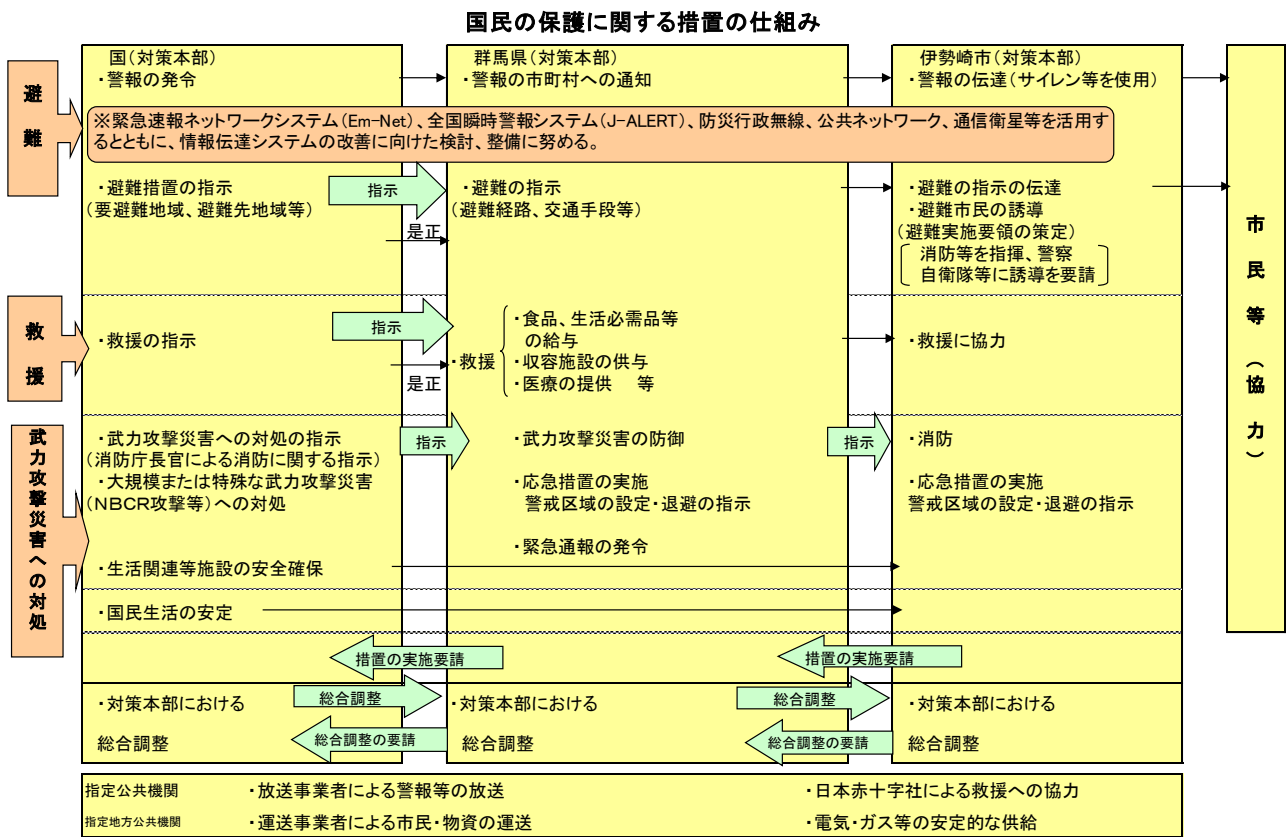 国民の保護に関する措置の仕組み
避難
国(対策本部)
・警報の発令
群馬県(対策本部)
・警報の市町村への通知
伊勢崎市(対策本部)
・警報の伝達(サイレン等を使用)
※緊急速報ネットワークシステム(Em-Net)、全国瞬時警報システム(J-ALERT)、防災行政無線、公共ネットワーク、通信衛星等を活用す
るとともに、情報伝達システムの改善に向けた検討、整備に努める。
・避難措置の指示
(要避難地域、避難先地域等)
指示
是正
・避難の指示
(避難経路、交通手段等)
・避難の指示の伝達
・避難市民の誘導
(避難実施要領の策定)
消防等を指揮、警察
自衛隊等に誘導を要請
市民等(協力)
救援
・救援の指示
指示
是正
・救援
・食品、生活必需品等
の給与
・収容施設の供与
・医療の提供 等
・救援に協力
武力攻撃災害への対処
・武力攻撃災害への対処の指示
(消防庁長官による消防に関する指示)
・大規模または特殊な武力攻撃災害
(NBCR攻撃等)への対処
指示
・武力攻撃災害の防御
・応急措置の実施
警戒区域の設定・退避の指示
・緊急通報の発令
指示
・消防
・応急措置の実施
警戒区域の設定・退避の指示
・生活関連等施設の安全確保
・国民生活の安定
措置の実施要請
措置の実施要請
・対策本部における
総合調整
総合調整
総合調整の要請
・対策本部における
総合調整
総合調整
総合調整の要請
・対策本部における
総合調整
指定公共機関
・放送事業者による警報等の放送
・日本赤十字社による救援への協力
指定地方公共機関
・運送事業者による市民・物資の運送
・電気・ガス等の安定的な供給